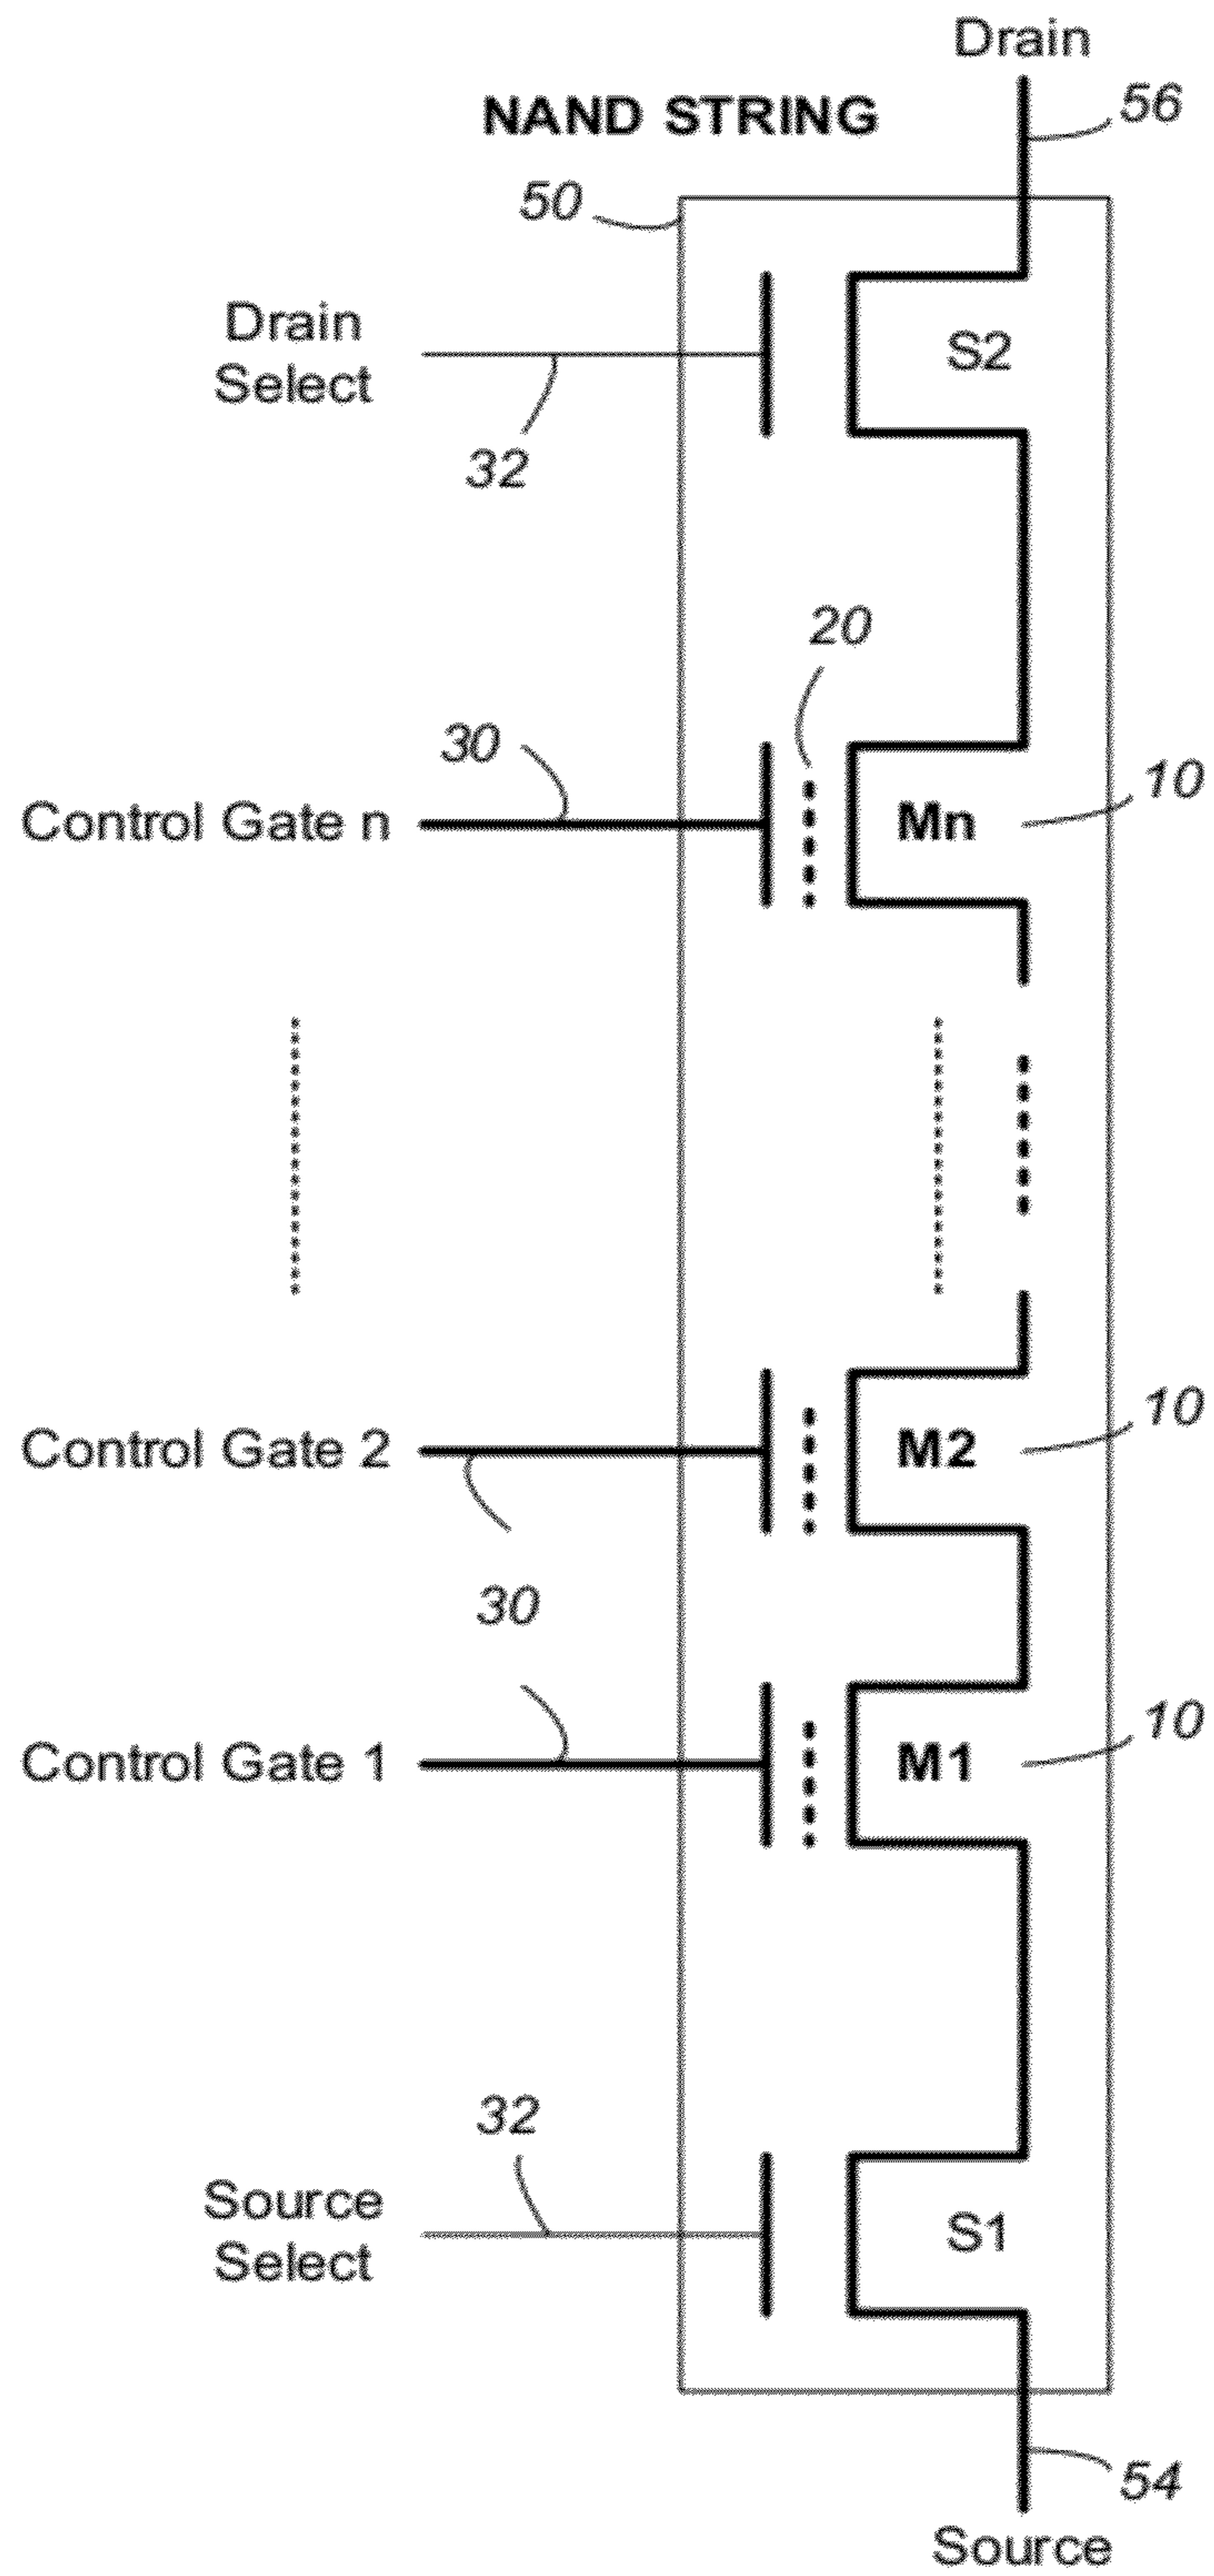 Drain
56
NAND STRING
50
Drain
Select
S2
32
20
30
10
Control Gate n
Mn
10
Control Gate 2
M2
30
10
Control Gate 1
M1
32
Source
Select
S1
54
Source